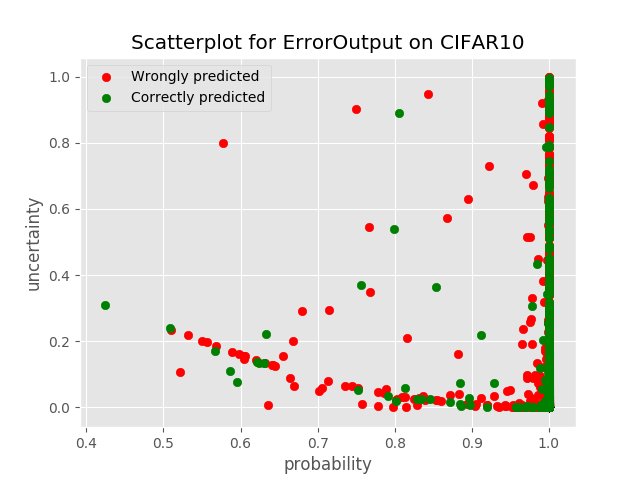 Scatterplot for ErrorOutput on CIFAR10
Wrongly predicted
Correctly predicted
uncertainty
1.0
0.8
0.6
0.4
0.2
0.0
0.4 0.5 0.6 0.7 0.8 0.9 1.0
probability